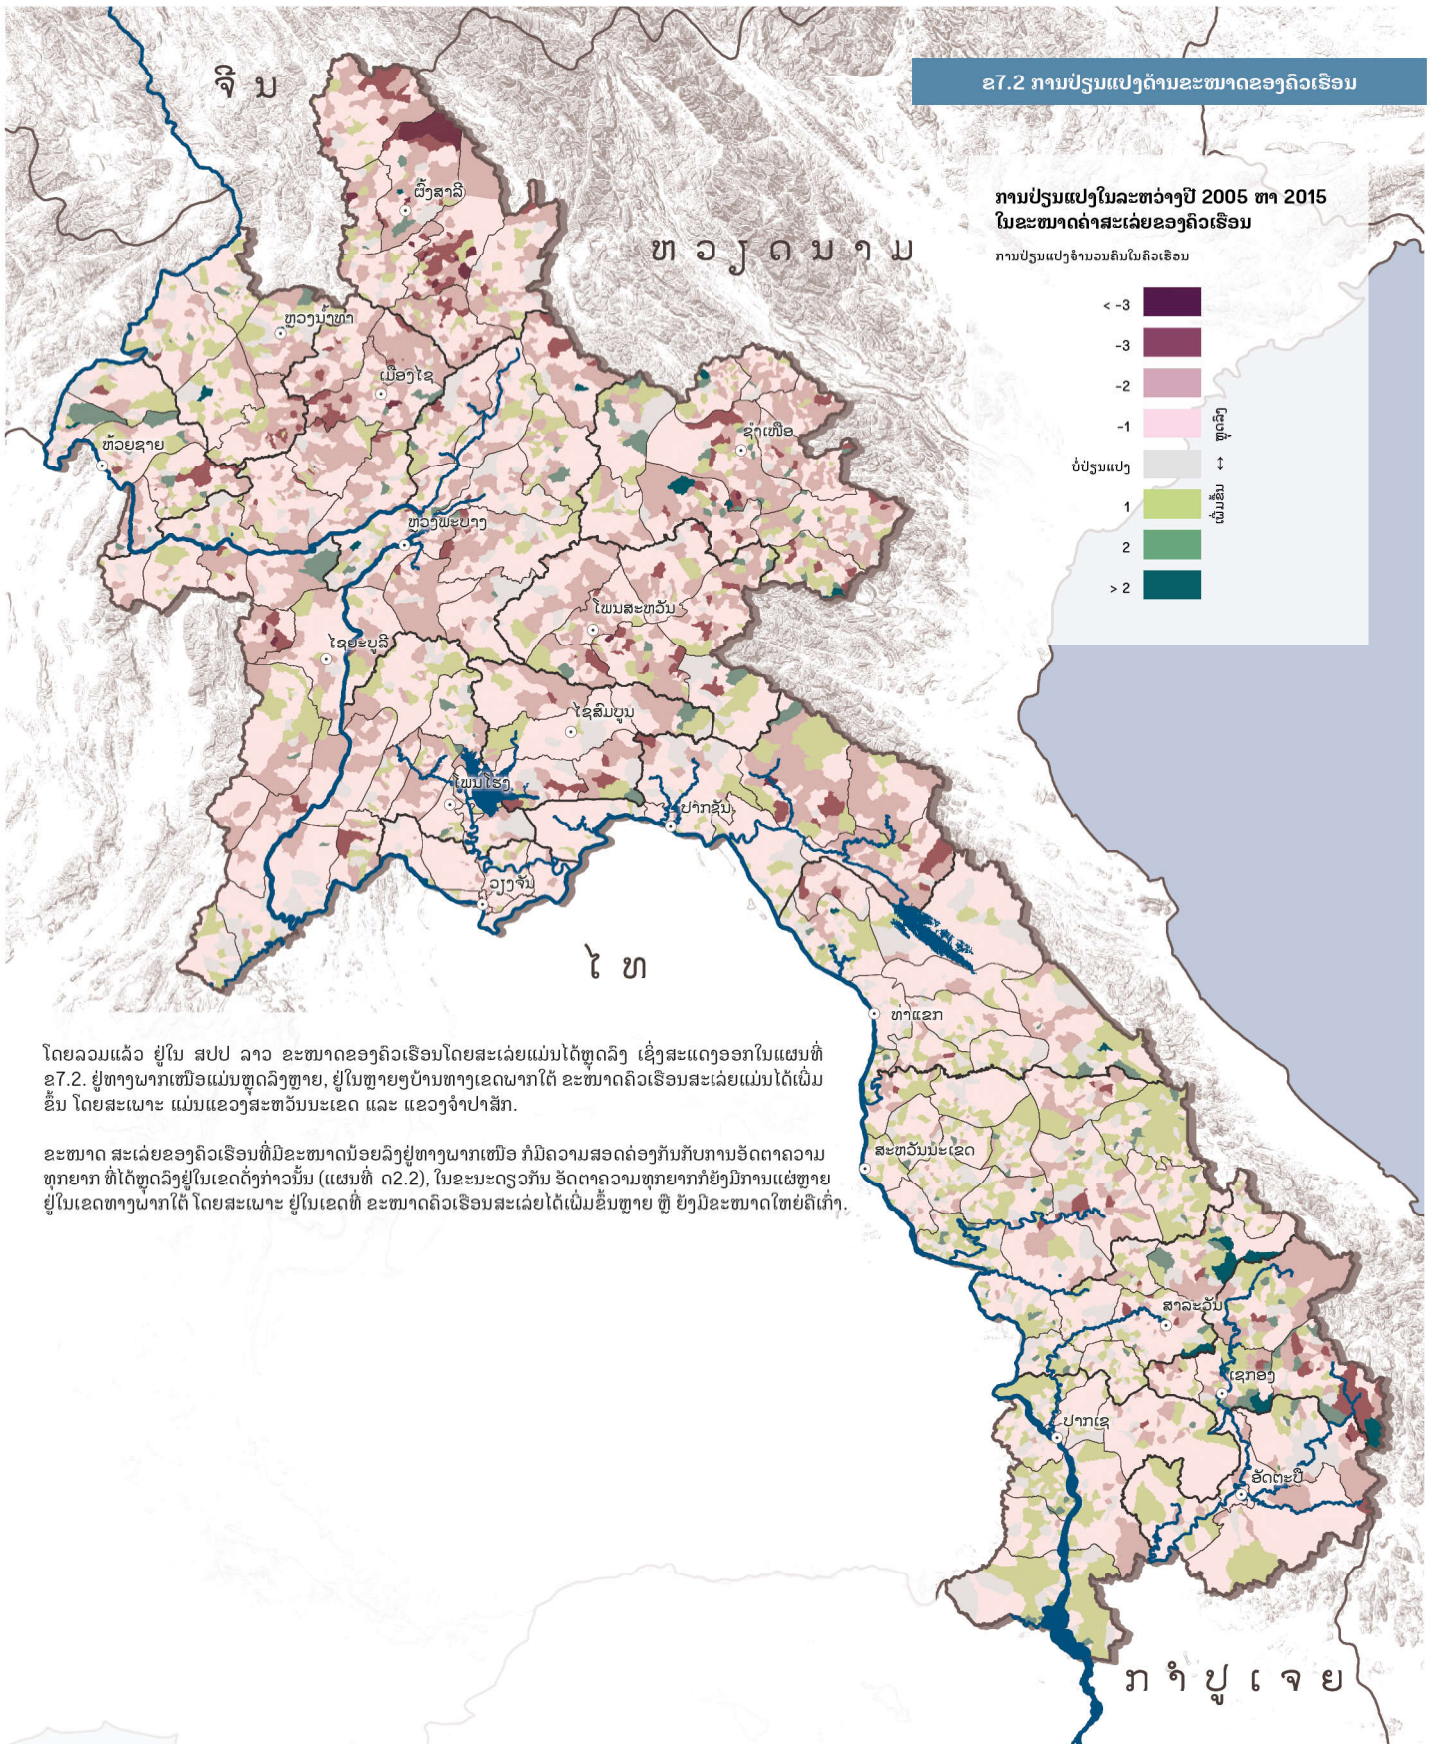 ຂ7.2 ການປ່ຽນແປງດ້ານຂະໜາດຂອງຄົວເຮືອນ
ຈີນ
ຫວຽດນາມ
ການປ່ຽນແປງໃນລະຫວ່າງປີ 2005 ຫາ 2015
ໃນຂະໜາດຄ່າສະເລ່ຍຂອງຄົວເຮືອນ
ການປ່ຽນແປງຈຳນວນຄົນໃນຄົວເຮືອນ
< -3
-3
-2
-1
ບໍ່ປ່ຽນແປງ
1
2
> 2
ເພີ່ມຂຶ້ນ ↔ ຫຼຸດລົງ
ຜົ້ງສາລີ
ຫຼວງນໍ້າທາ
ເມືອງໄຊ
ຫ້ວຍຊາຍ
ຊໍາເໜືອ
ຫຼວງພະບາງ
ໂພນສະຫວັນ
ໄຊຍະບູລີ
ໄຊສົມບູນ
ໂພນໂຮງ
ປາກຊັນ
ວຽງຈັນ
ໄທ
ທ່າແຂກ
ໂດຍລວມແລ້ວ ຢູ່ໃນ ສປປ ລາວ ຂະໜາດຂອງຄົວເຮືອນໂດຍສະເລ່ຍແມ່ນໄດ້ຫຼຸດລົງ ເຊິ່ງສະແດງອອກໃນແຜນທີ່
ຂ7.2. ຢູ່ທາງພາກເໜືອແມ່ນຫຼຸດລົງຫຼາຍ, ຢູ່ໃນຫຼາຍໆບ້ານທາງເຂດພາກໃຕ້ ຂະໜາດຄົວເຮືອນສະເລ່ຍແມ່ນໄດ້ເພີ່ມ
ຂຶ້ນ ໂດຍສະເພາະ ແມ່ນແຂວງສະຫວັນນະເຂດ ແລະ ແຂວງຈຳປາສັກ.
ຂະໜາດ ສະເລ່ຍຂອງຄົວເຮືອນທີ່ມີຂະໜາດນ້ອຍລົງຢູ່ທາງພາກເໜືອ ກໍມີຄວາມສອດຄ່ອງກັນກັບການອັດຕາຄວາມ
ທຸກຍາກ ທີ່ໄດ້ຫຼຸດລົງຢູ່ໃນເຂດດັ່ງກ່າວນັ້ນ (ແຜນທີ່ ດ2.2), ໃນຂະນະດຽວກັນ ອັດຕາຄວາມທຸກຍາກກໍຍັງມີການແຜ່ຫຼາຍ
ຢູ່ໃນເຂດທາງພາກໃຕ້ ໂດຍສະເພາະ ຢູ່ໃນເຂດທີ່ ຂະໜາດຄົວເຮືອນສະເລ່ຍໄດ້ເພີ່ມຂຶ້ນຫຼາຍ ຫຼື ຍັງມີຂະໜາດໃຫຍ່ຄືເກົ່າ.
ສະຫວັນນະເຂດ
ສາລະວັນ
ເຊກອງ
ປາກເຊ
ອັດຕະປື
ກຳປູເຈຍ